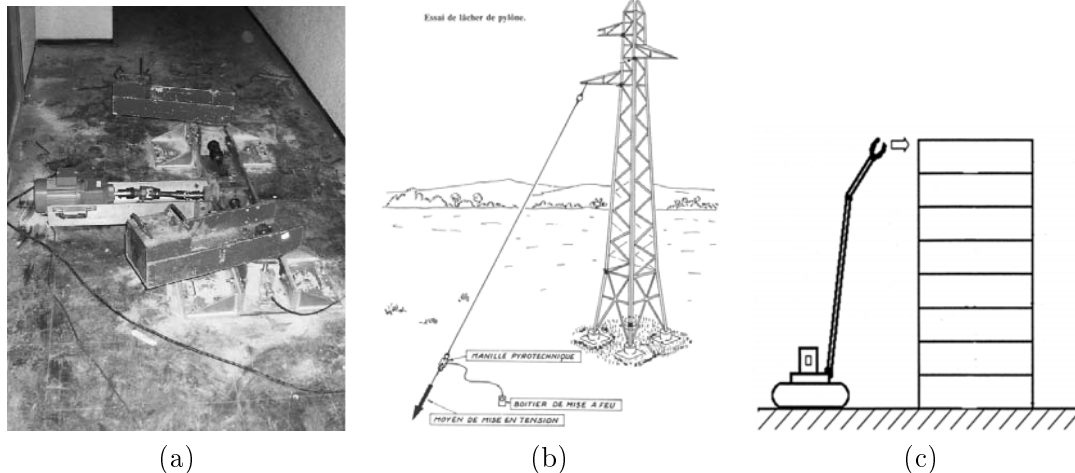 Essai de lâcher de pylône.
MANILLE PYROTECHNIQUE
BOITIER DE MISE A FEU
MOYEN DE MISE EN TENSION
(a)
(b)
(c)